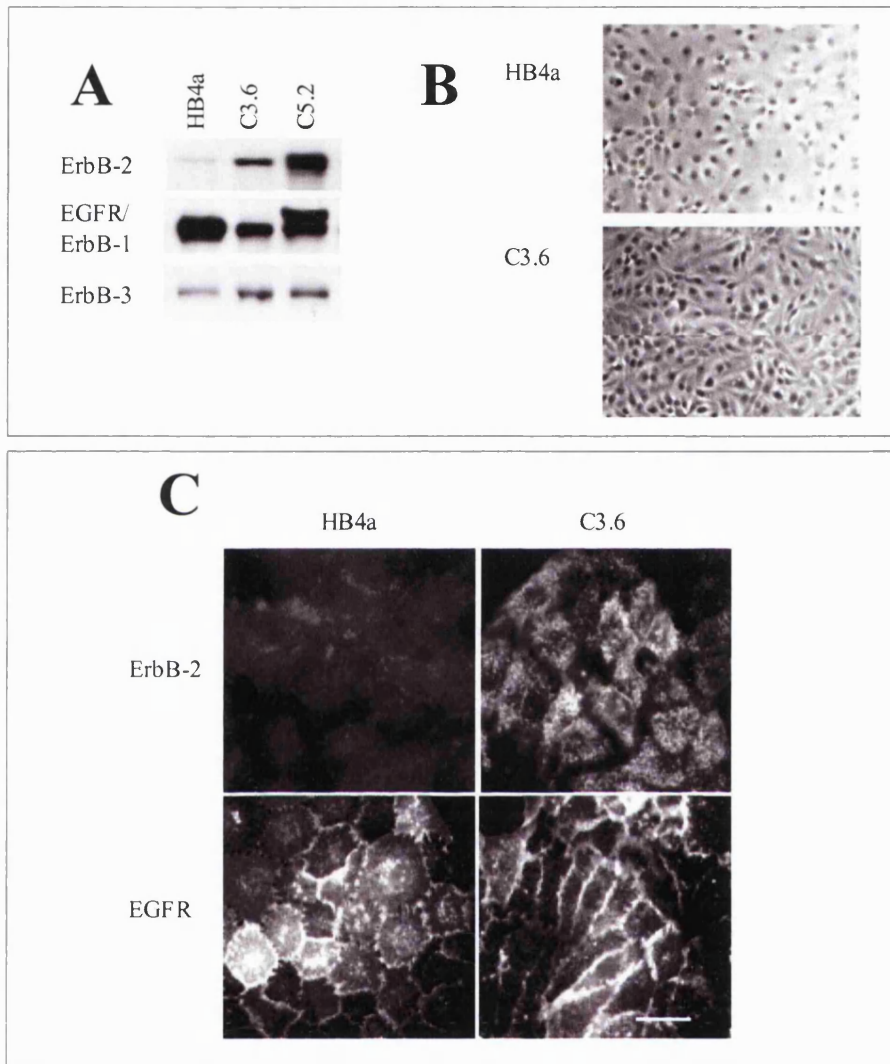 A
HB4a
C3.6
C5.2
ErbB-2
EGFR/
ErbB-1
ErbB-3
B
HB4a
C3.6
C
HB4a
C3.6
ErbB-2
EGFR